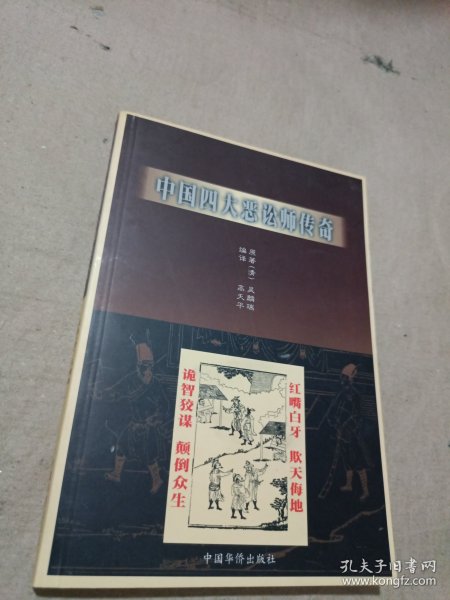 中国四大恶讼师传奇
原著(清)吴麟瑞
编译 高天平
红嘴白牙 欺天侮地
诡智狡谋 颠倒众生
中国华侨出版社
孔夫子旧书网
www.kongfz.com